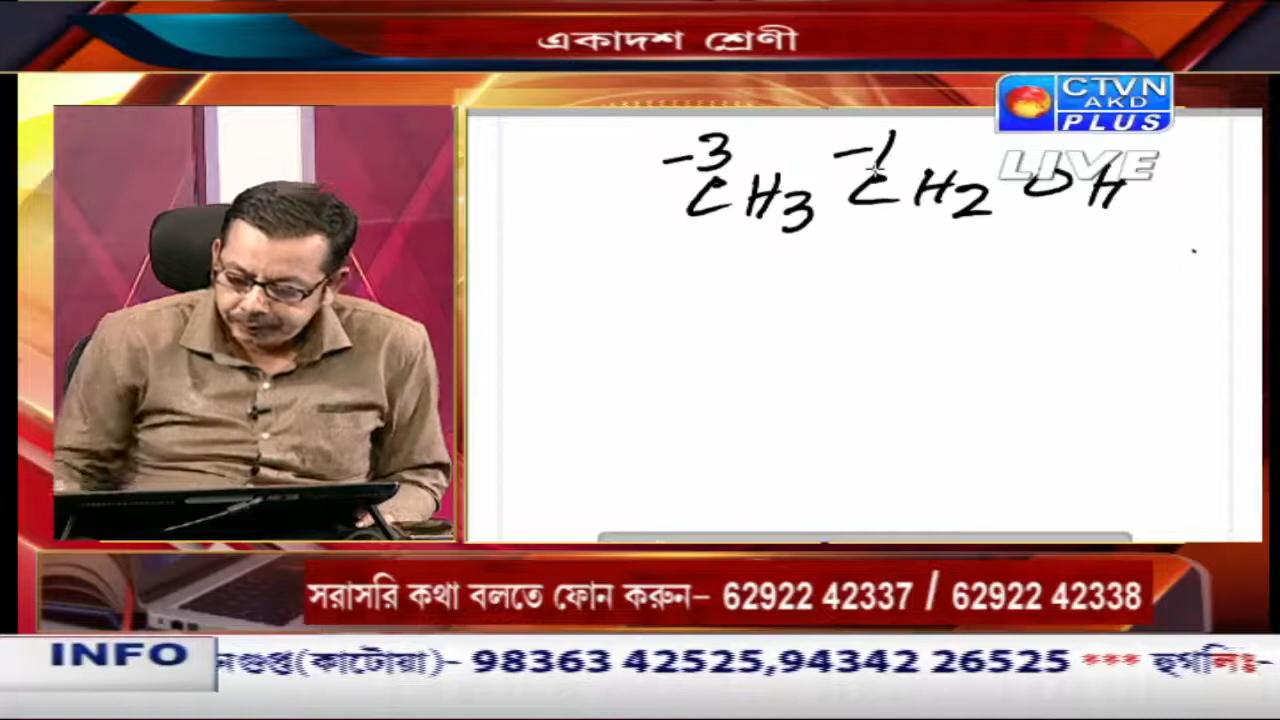 একাদশ শ্রেণী
CTVN
AKD
PLUS
LIVE
-3 -1
CH3 CH2 OH
সরাসরি কথা বলতে ফোন করুন- 62922 42337 / 62922 42338
INFO
(কাটোয়া)- 98363 42525,94342 26525 *** হুগলিঃ-